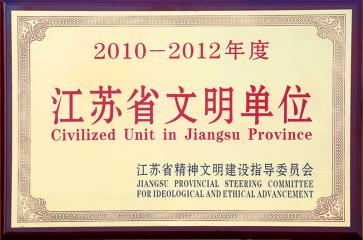 2010-2012年度
江苏省文明单位
Civilized Unit in Jiangsu Province
江苏省精神文明建设指导委员会
JIANGSU PROVINCIAL STEERING COMMITTEE
FOR IDEOLOGICAL AND ETHICAL ADVANCEMENT